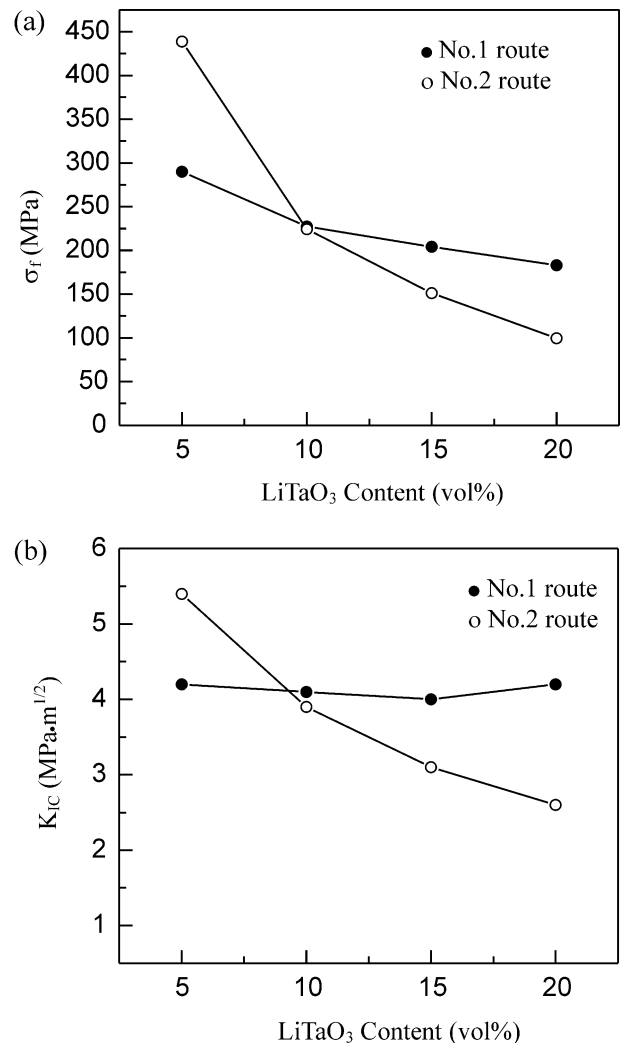 (a)
450
400
350
300
250
200
150
100
50
0
σf (MPa)
No.1 route
No.2 route
5 10 15 20
LiTaO3 Content (vol%)
(b)
6
5
4
3
2
1
KIC (MPa•m1/2)
No.1 route
No.2 route
5 10 15 20
LiTaO3 Content (vol%)